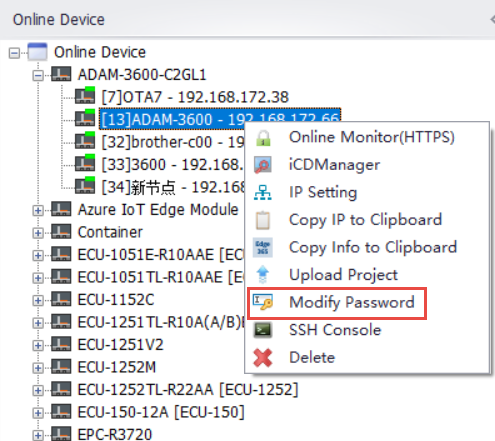 Online Device
Online Device
ADAM-3600-C2GL1
[7]OTA7 - 192.168.172.38
[13]ADAM-3600 - 192.168.172.66
[32]brother-c00 - 192.
[33]3600 - 192.168.
[34]新节点 - 192.168
Azure IoT Edge Module
Container
ECU-1051E-R10AAE [ECU
ECU-1051TL-R10AAE [EC
ECU-1152C
ECU-1251TL-R10A(A/B)E
ECU-1251V2
ECU-1252M
ECU-1252TL-R22AA [ECU-1252]
ECU-150-12A [ECU-150]
EPC-R3720
Online Monitor(HTTPS)
iCDManager
IP Setting
Copy IP to Clipboard
Edge
365
Copy Info to Clipboard
Upload Project
Modify Password
SSH Console
Delete